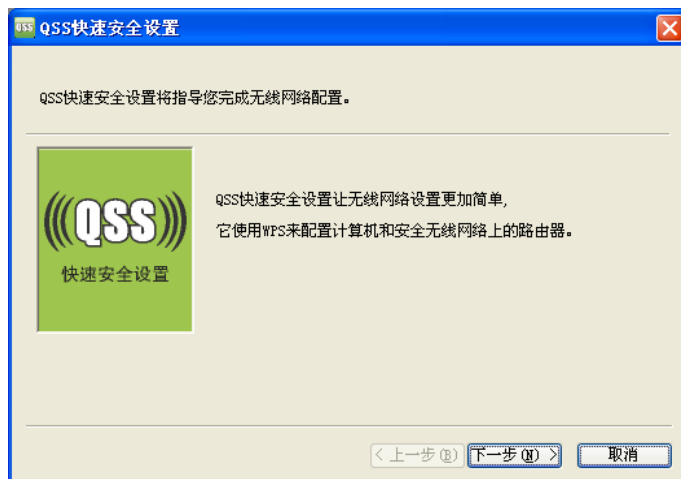 QSS QSS快速安全设置
QSS快速安全设置将指导您完成无线网络配置。
(((QSS)))
快速安全设置
QSS快速安全设置让无线网络设置更加简单,
它使用WPS来配置计算机和安全无线网络上的路由器。
< 上一步(B) 下一步(N) > 取消